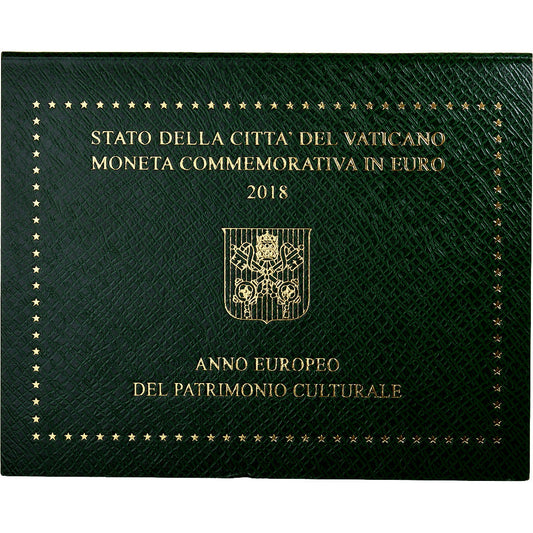 STATO DELLA CITTA' DEL VATICANO
MONETA COMMEMORATIVA IN EURO
2018
ANNO EUROPEO
DEL PATRIMONIO CULTURALE